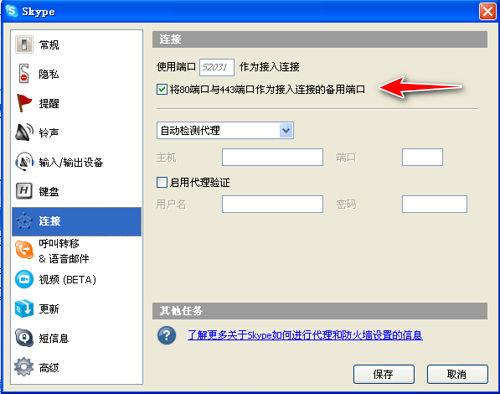 Skype
常规
隐私
提醒
铃声
输入/输出设备
键盘
连接
呼叫转移
& 语音邮件
视频 (BETA)
更新
短信息
高级
连接
使用端口 52031 作为接入连接
将80端口与443端口作为接入连接的备用端口
自动检测代理
主机 端口
启用代理验证
用户名 密码
其他任务
了解更多关于Skype如何进行代理和防火墙设置的信息
保存 取消